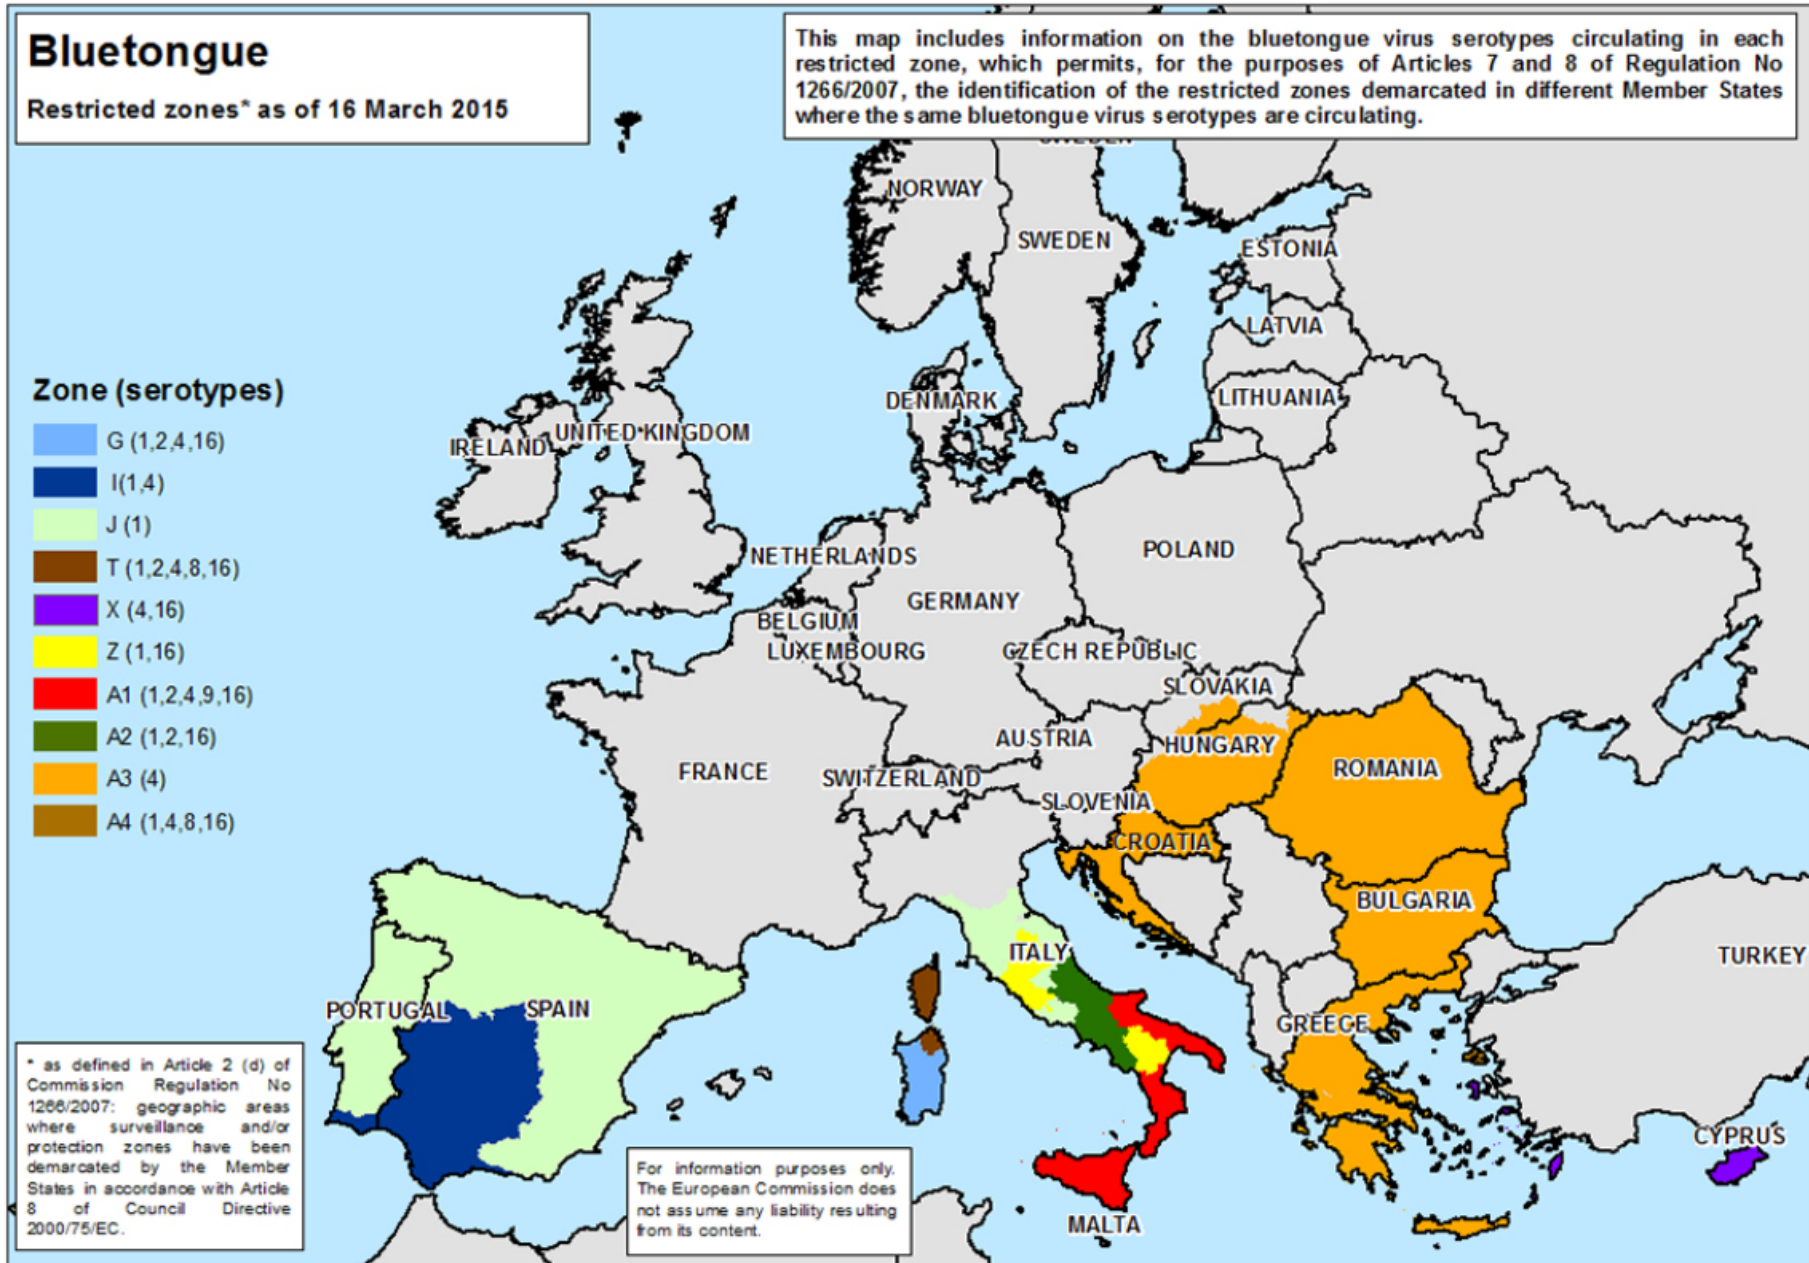 Bluetongue
Restricted zones* as of 16 March 2015
This map includes information on the bluetongue virus serotypes circulating in each
restricted zone, which permits, for the purposes of Articles 7 and 8 of Regulation No
1266/2007, the identification of the restricted zones demarcated in different Member States
where the same bluetongue virus serotypes are circulating.
SWEDEN
NORWAY
SWEDEN
ESTONIA
LATVIA
LITHUANIA
DENMARK
IRELAND
UNITED KINGDOM
NETHERLANDS
POLAND
GERMANY
BELGIUM
LUXEMBOURG
CZECH REPUBLIC
SLOVAKIA
AUSTRIA
HUNGARY
FRANCE
SWITZERLAND
ROMANIA
SLOVENIA
CROATIA
BULGARIA
ITALY
TURKEY
PORTUGAL
SPAIN
GREECE
CYPRUS
MALTA
Zone (serotypes)
G (1,2,4,16)
I(1,4)
J (1)
T (1,2,4,8,16)
X (4,16)
Z (1,16)
A1 (1,2,4,9,16)
A2 (1,2,16)
A3 (4)
A4 (1,4,8,16)
* as defined in Article 2 (d) of
Commission Regulation No
1266/2007: geographic areas
where surveillance and/or
protection zones have been
demarcated by the Member
States in accordance with Article
8 of Council Directive
2000/75/EC.
For information purposes only.
The European Commission does
not assume any liability resulting
from its content.